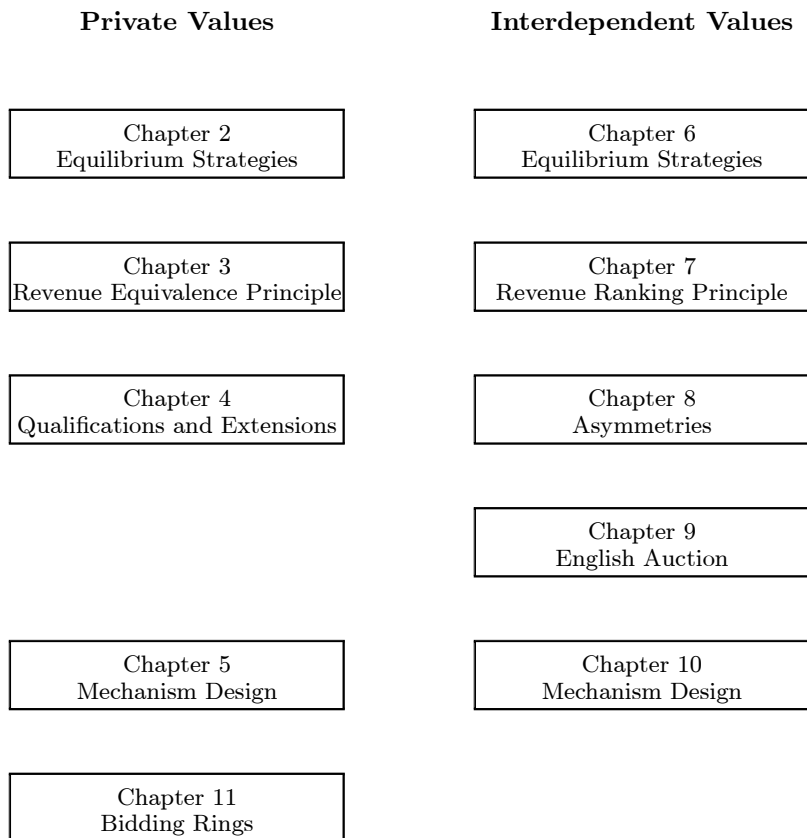 Private Values
Interdependent Values
Chapter 2
Equilibrium Strategies
Chapter 6
Equilibrium Strategies
Chapter 3
Revenue Equivalence Principle
Chapter 7
Revenue Ranking Principle
Chapter 4
Qualifications and Extensions
Chapter 8
Asymmetries
Chapter 9
English Auction
Chapter 5
Mechanism Design
Chapter 10
Mechanism Design
Chapter 11
Bidding Rings